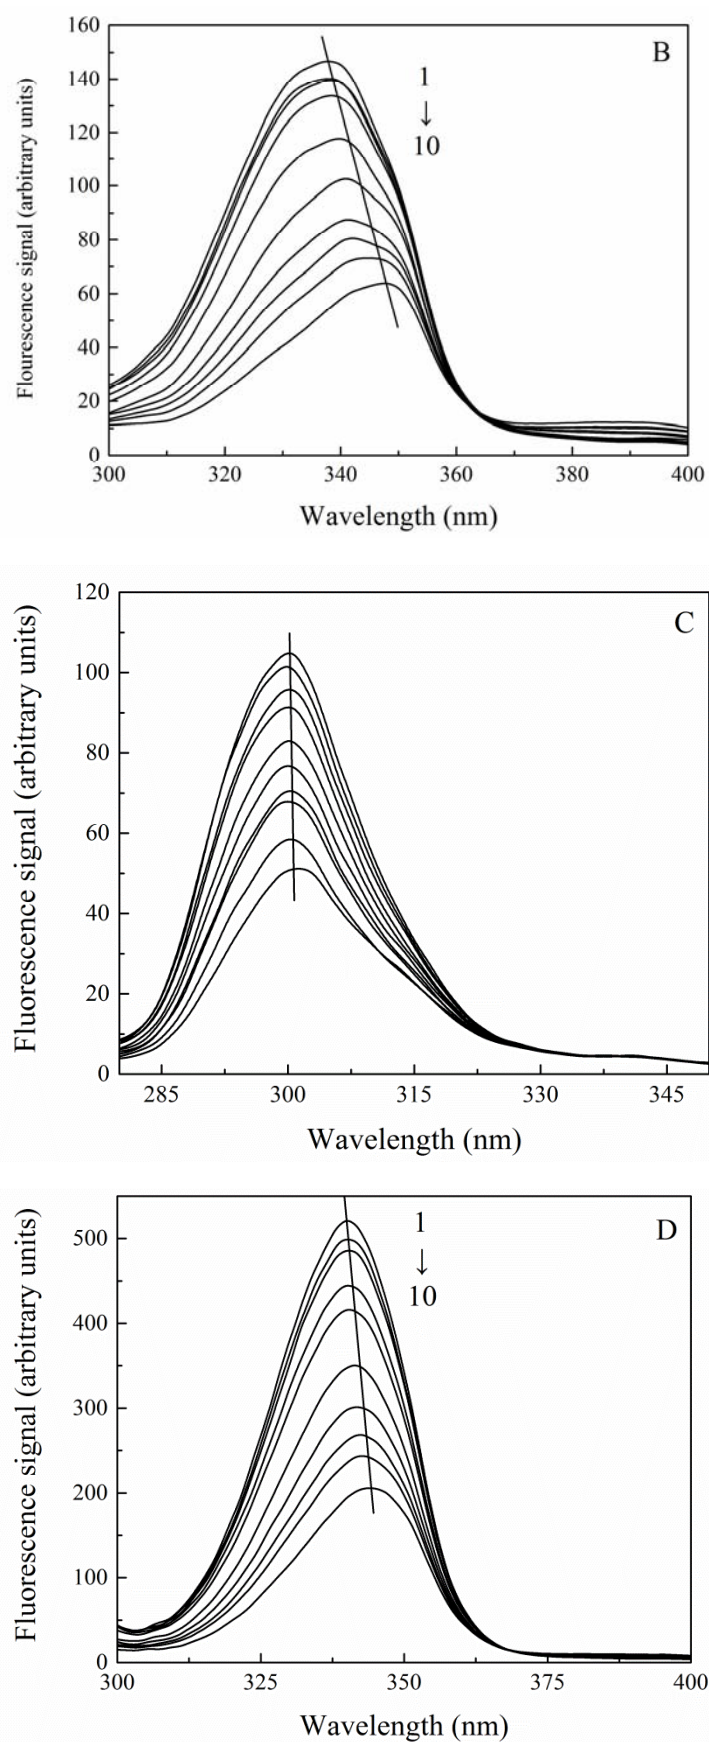 B
1
↓
10
160
140
120
100
80
60
40
20
0
Flourescence signal (arbitrary units)
300 320 340 360 380 400
Wavelength (nm)
C
120
100
80
60
40
20
0
Fluorescence signal (arbitrary units)
285 300 315 330 345
Wavelength (nm)
D
1
↓
10
500
400
300
200
100
0
Fluorescence signal (arbitrary units)
300 325 350 375 400
Wavelength (nm)